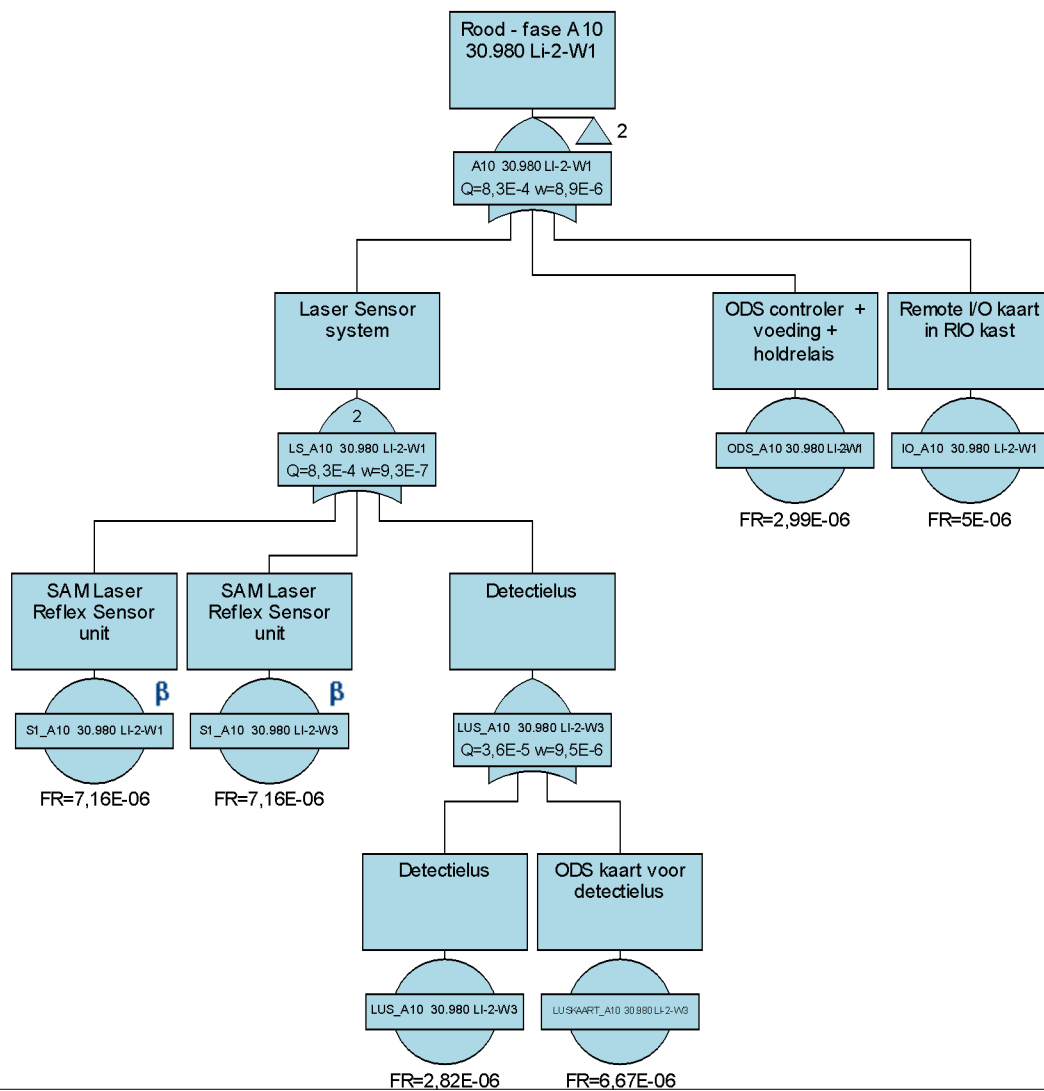 Rood - fase A10
30.980 Li-2-W1
2
A10 30.980 LI-2-W1
Q=8,3E-4 w=8,9E-6
Laser Sensor
system
ODS controler +
voeding +
holdrelais
Remote I/O kaart
in RIO kast
2
LS_A10 30.980 LI-2-W1
Q=8,3E-4 w=9,3E-7
ODS_A10 30.980 LI-2-W1
IO_A10 30.980 LI-2-W1
FR=2,99E-06
FR=5E-06
SAM Laser
Reflex Sensor
unit
SAM Laser
Reflex Sensor
unit
Detectielus
β
β
S1_A10 30.980 LI-2-W1
S1_A10 30.980 LI-2-W3
LUS_A10 30.980 LI-2-W3
Q=3,6E-5 w=9,5E-6
FR=7,16E-06
FR=7,16E-06
Detectielus
ODS kaart voor
detectielus
LUS_A10 30.980 LI-2-W3
LUSKAART_A10 30.980 LI-2-W3
FR=2,82E-06
FR=6,67E-06